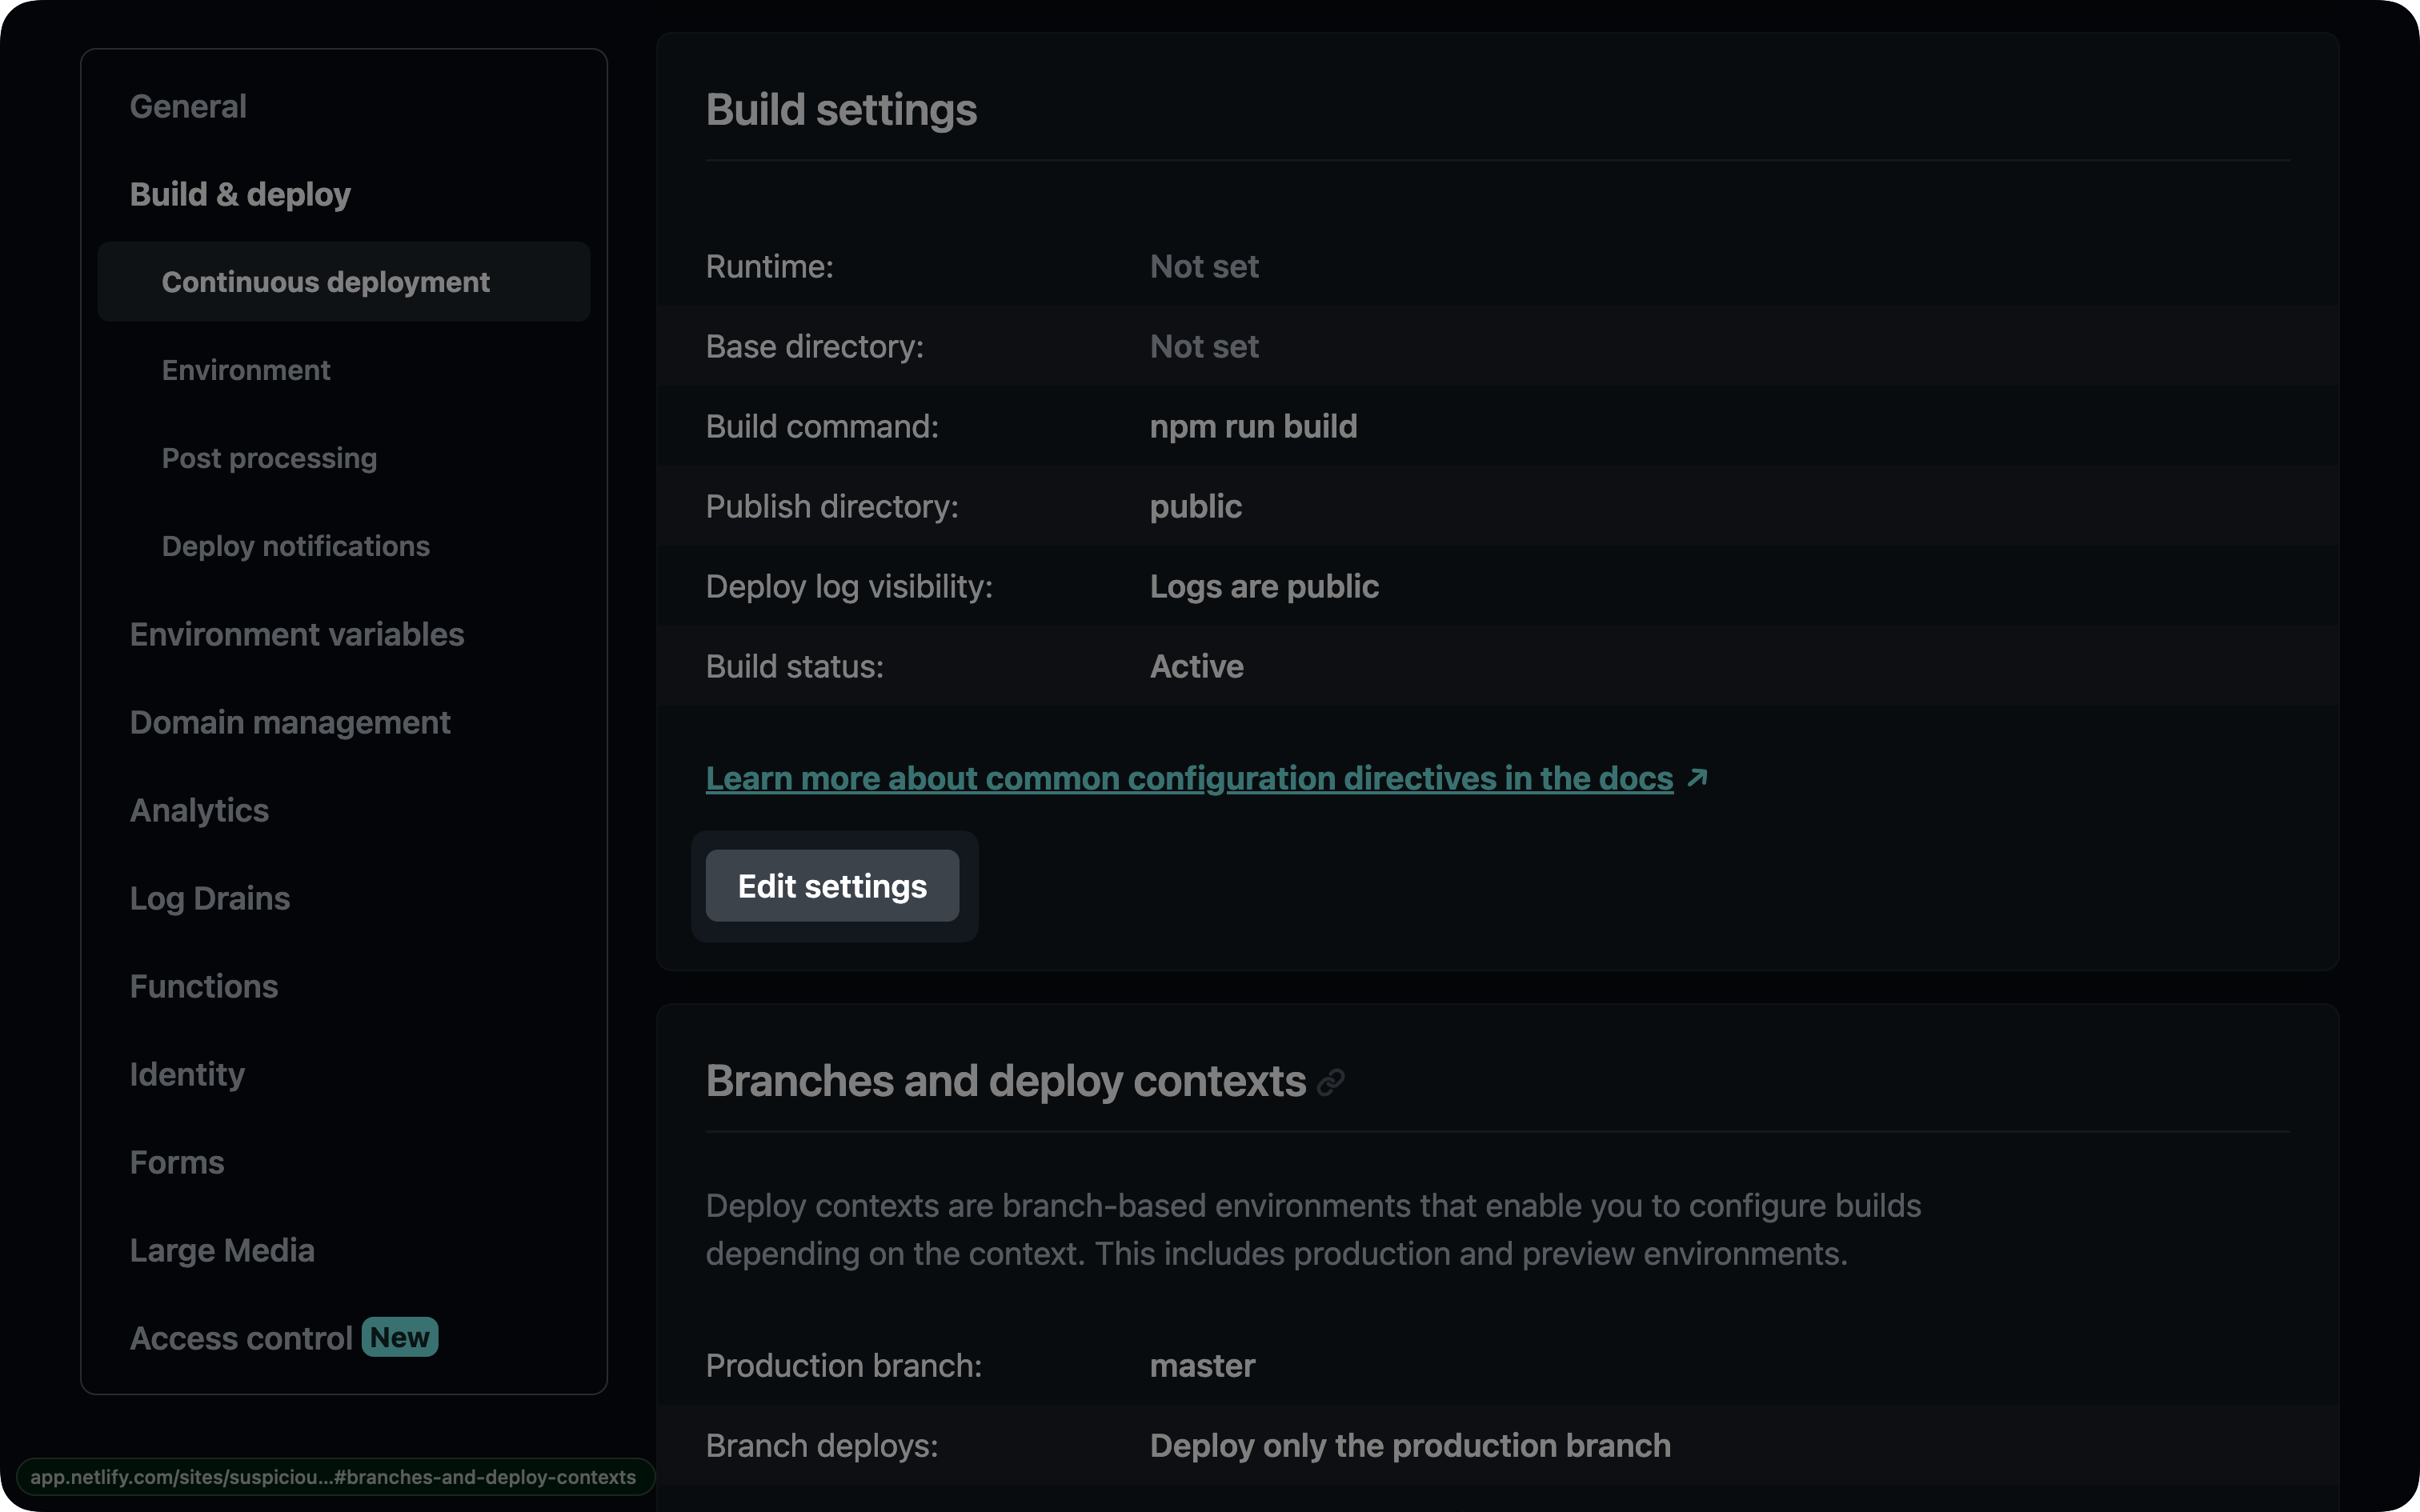 General
Build & deploy
Continuous deployment
Environment
Post processing
Deploy notifications
Environment variables
Domain management
Analytics
Log Drains
Functions
Identity
Forms
Large Media
Access control New
app.netlify.com/sites/suspiciou...#branches-and-deploy-contexts
Build settings
Runtime: Not set
Base directory: Not set
Build command: npm run build
Publish directory: public
Deploy log visibility: Logs are public
Build status: Active
Learn more about common configuration directives in the docs ↗
Edit settings
Branches and deploy contexts
Deploy contexts are branch-based environments that enable you to configure builds
depending on the context. This includes production and preview environments.
Production branch: master
Branch deploys: Deploy only the production branch